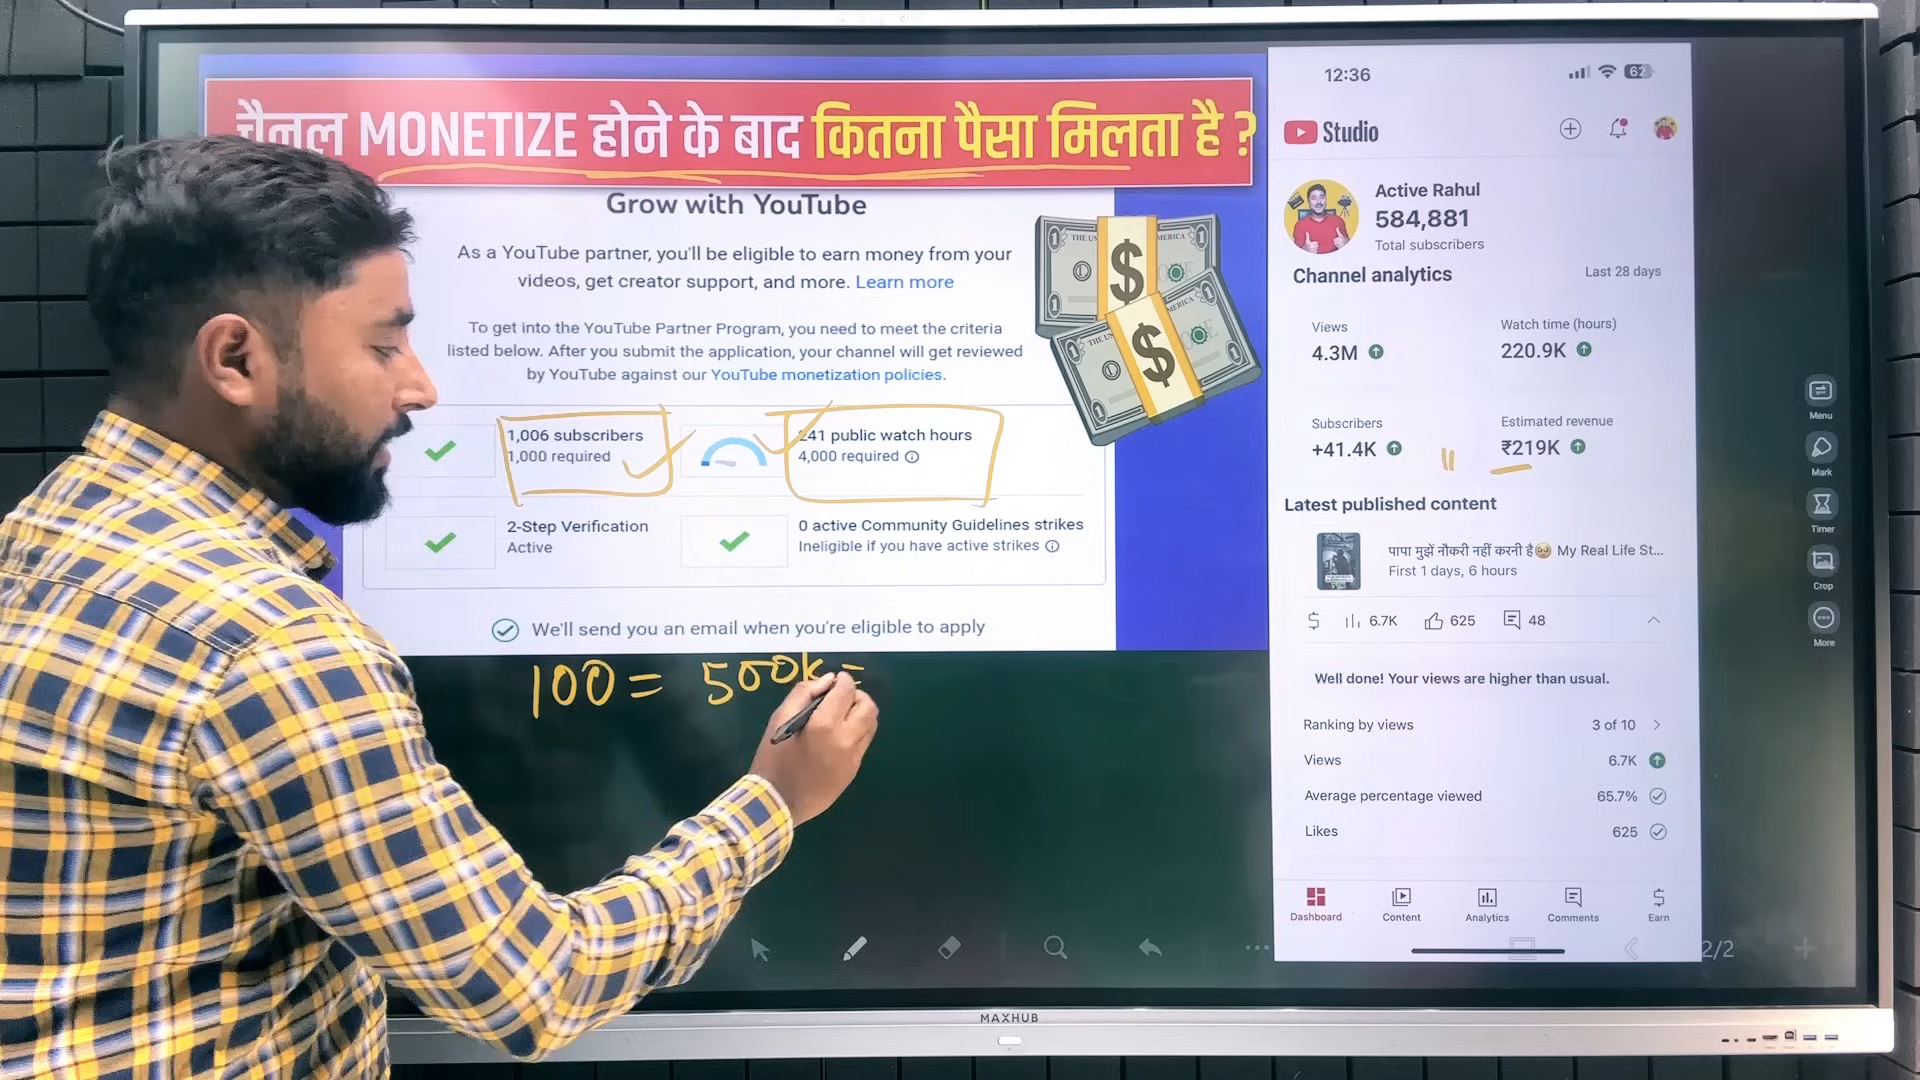 चैनल MONETIZE होने के बाद कितना पैसा मिलता है ?
Grow with YouTube
As a YouTube partner, you'll be eligible to earn money from your
videos, get creator support, and more. Learn more
To get into the YouTube Partner Program, you need to meet the criteria
listed below. After you submit the application, your channel will get reviewed
by YouTube against our YouTube monetization policies.
1,006 subscribers
1,000 required
241 public watch hours
4,000 required
2-Step Verification
Active
0 active Community Guidelines strikes
Ineligible if you have active strikes
We'll send you an email when you're eligible to apply
100 = 500K =
12:36
62
Studio
Active Rahul
584,881
Total subscribers
Channel analytics
Last 28 days
Views
4.3M
Watch time (hours)
220.9K
Subscribers
+41.4K
Estimated revenue
₹219K
Latest published content
पापा मुझें नौकरी नहीं करनी है🥹 My Real Life St...
First 1 days, 6 hours
6.7K
625
48
Well done! Your views are higher than usual.
Ranking by views
3 of 10
Views
6.7K
Average percentage viewed
65.7%
Likes
625
Dashboard
Content
Analytics
Comments
Earn
Menu
Mark
Timer
Crop
More
2/2
MAXHUB